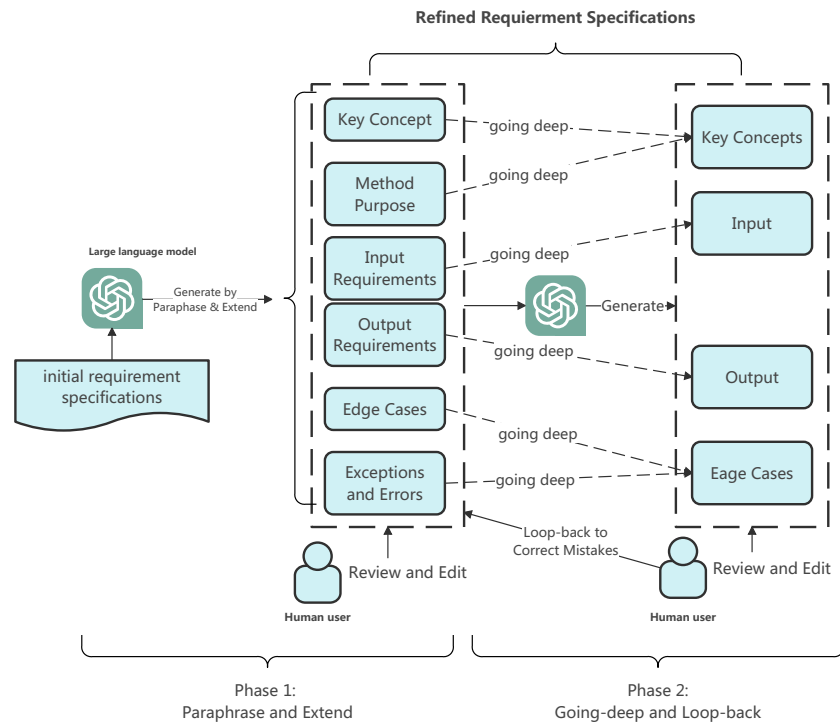 Refined Requierment Specifications
Key Concept
going deep
Key Concepts
Method
Purpose
going deep
Input
Large language model
Input
Requirements
going deep
Generate by
Paraphase & Extend
Generate
Output
Requirements
going deep
initial requirement
specifications
Output
Edge Cases
going deep
Exceptions
and Errors
going deep
Eage Cases
Loop-back to
Correct Mistakes
Review and Edit
Review and Edit
Human user
Human user
Phase 1:
Paraphrase and Extend
Phase 2:
Going-deep and Loop-back